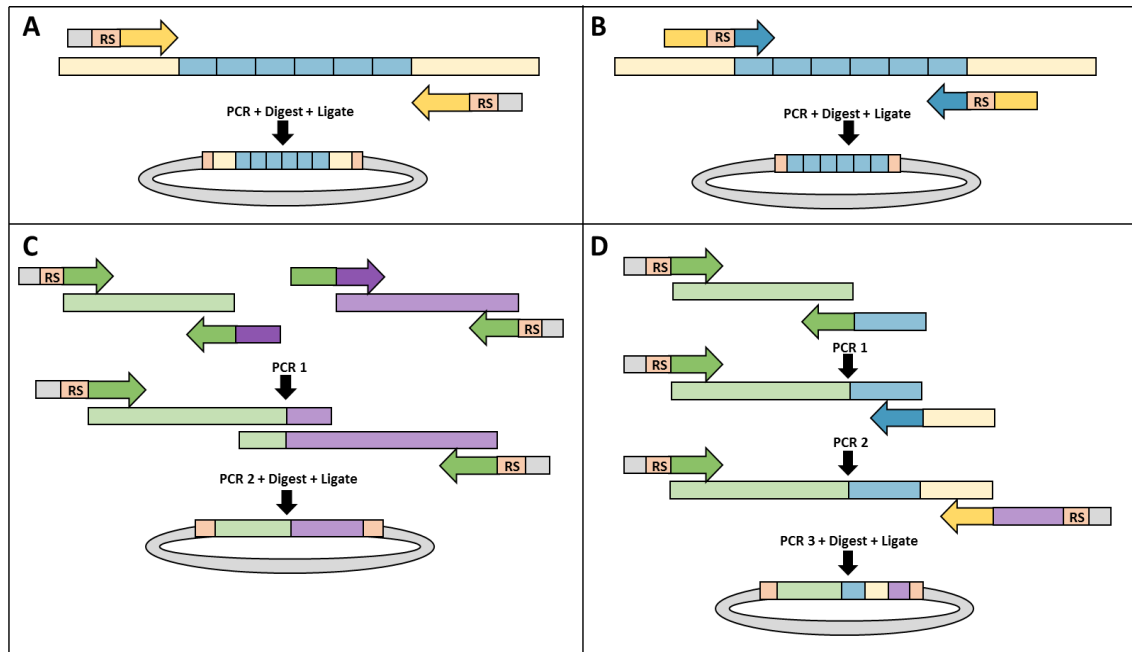 A
RS
RS
PCR + Digest + Ligate
B
RS
RS
PCR + Digest + Ligate
C
RS
RS
PCR 1
RS
RS
PCR 2 + Digest + Ligate
D
RS
PCR 1
RS
PCR 2
RS
RS
PCR 3 + Digest + Ligate